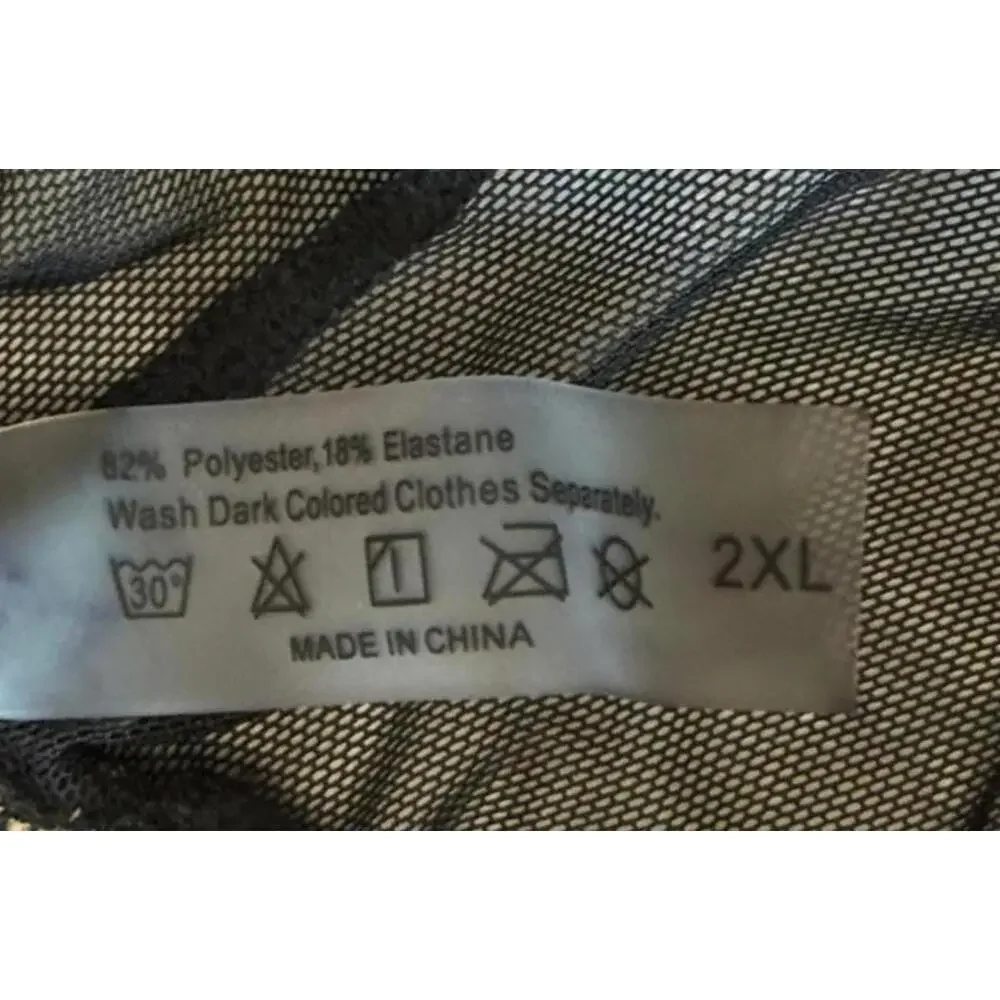 82% Polyester,18% Elastane
Wash Dark Colored Clothes Separately.
30° 2XL
MADE IN CHINA